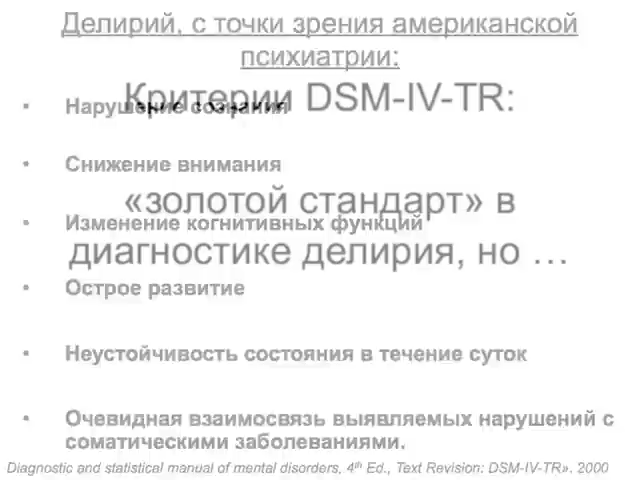 Делирий, с точки зрения американской
психиатрии:
Критерии DSM-IV-TR:
• Нарушение сознания
• Снижение внимания
«золотой стандарт» в
• Изменение когнитивных функций
диагностике делирия, но …
• Острое развитие
• Неустойчивость состояния в течение суток
• Очевидная взаимосвязь выявляемых нарушений с
соматическими заболеваниями.
Diagnostic and statistical manual of mental disorders, 4th Ed., Text Revision: DSM-IV-TR». 2000